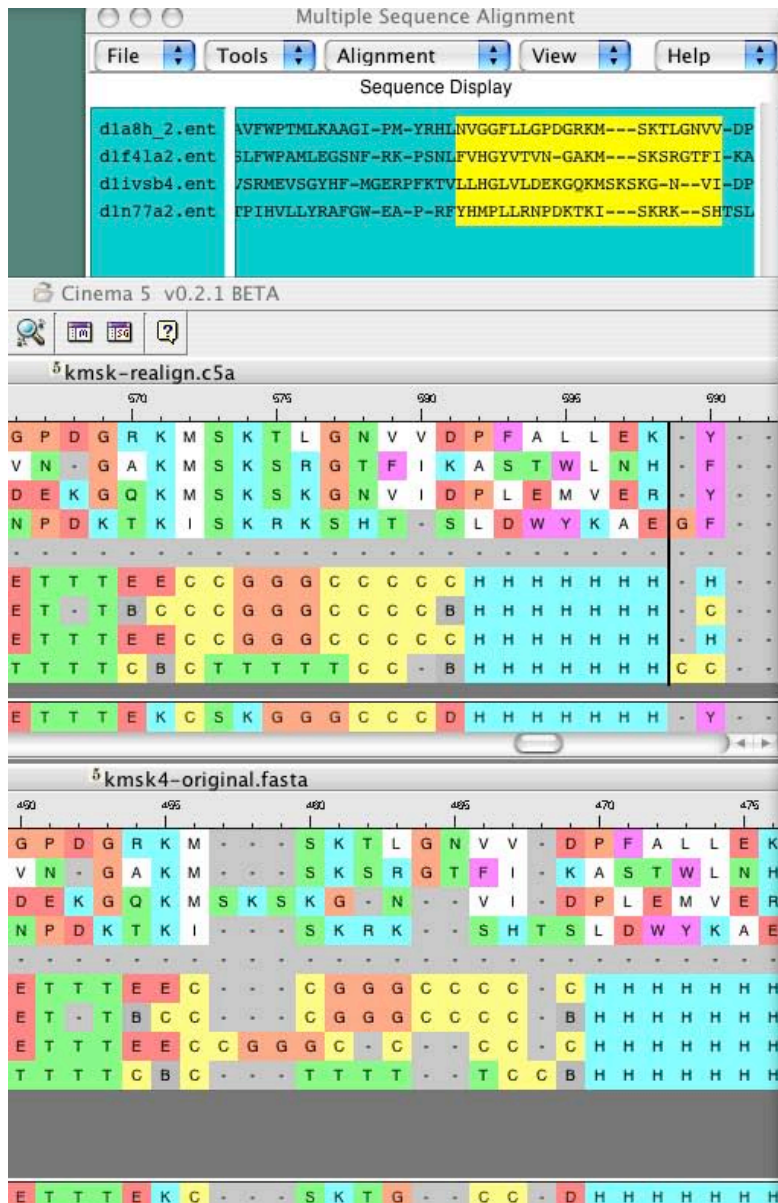 Multiple Sequence Alignment
File Tools Alignment View Help
Sequence Display
d1a8h_2.ent AVFWPTMLKAAGI-PM-YRHLNVGGFLLGPDGRKM---SKTLGNVV-DP
d1f4la2.ent SLFWPAMLEGSNF-RK-PSNLFVHGYVTVN-GAKM---SKSRGTFI-KA
d1ivsb4.ent VSRMEVSGYHF-MGERPFKTVLLHGLVLDEKGQKMSKSKG-N--VI-DP
d1n77a2.ent TPIHVLLYRAFGW-EA-P-RFYHMPLLRNPDKTKI---SKRK--SHTSL
Cinema 5 v0.2.1 BETA
M SG ?
5 kmsk-realign.c5a
570 575 580 585 590
G P D G R K M S K T L G N V V D P F A L L E K - Y - -
V N - G A K M S K S R G T F I K A S T W L N H - F - -
D E K G Q K M S K S K G N V I D P L E M V E R - Y - -
N P D K T K I S K R K S H T - S L D W Y K A E G F - -
- - - - - - - - - - - - - - - - - - - - - - - - - - -
E T T T E E C C G G G C C C C C H H H H H H H - H - -
E T - T B C C C G G G C C C C B H H H H H H H - C - -
E T T T E E C C G G G C C C C C H H H H H H H - H - -
T T T T C B C T T T T T C C - B H H H H H H H C C - -
E T T T E K C S K G G G C C C D H H H H H H H - Y - -
5 kmsk4-original.fasta
450 455 460 465 470 475
G P D G R K M - - - S K T L G N V V - D P F A L L E K
V N - G A K M - - - S K S R G T F I - K A S T W L N H
D E K G Q K M S K S K G - N - - V I - D P L E M V E R
N P D K T K I - - - S K R K - - S H T S L D W Y K A E
- - - - - - - - - - - - - - - - - - - - - - - - - - -
E T T T E E C - - - C G G G C C C C - C H H H H H H H
E T - T B C C - - - C G G G C C C C - B H H H H H H H
E T T T E E C C G G G C - C - - C C - C H H H H H H H
T T T T C B C - - - T T T T - - T C C B H H H H H H H
E T T T E K C - - - S K T G - - C C - D H H H H H H H